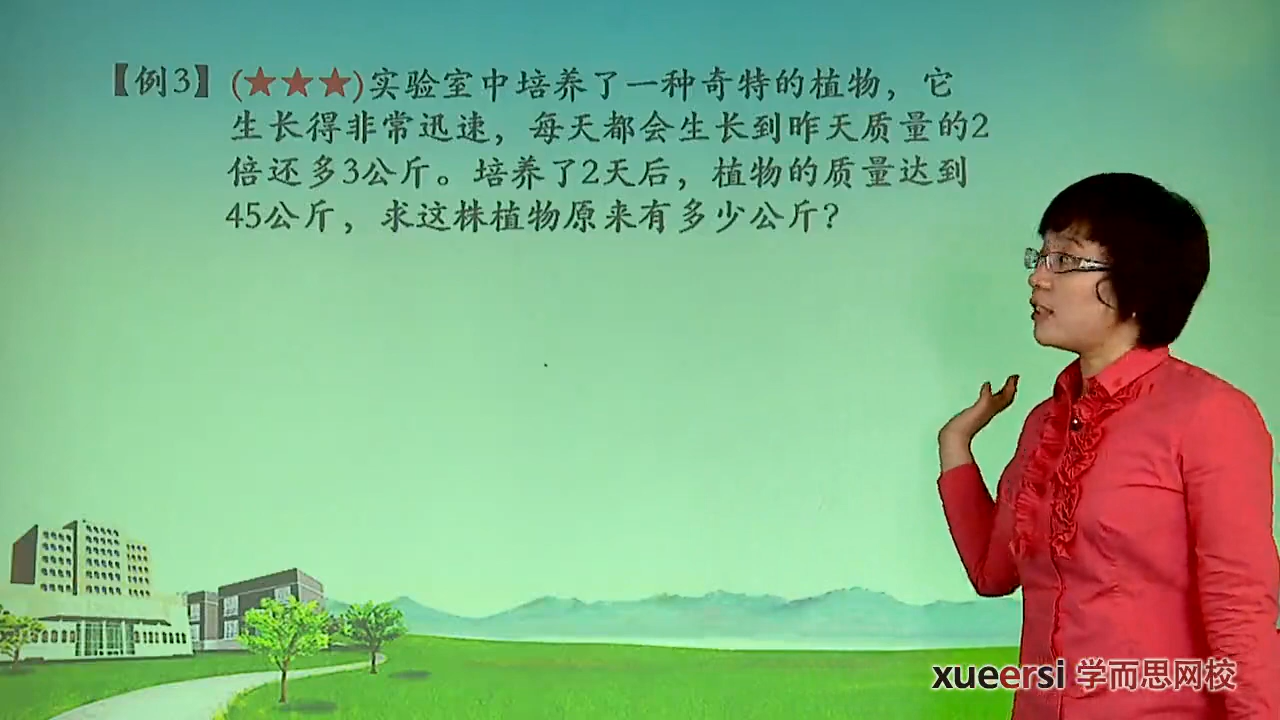 【例3】(★★★)实验室中培养了一种奇特的植物，它
生长得非常迅速，每天都会生长到昨天质量的2
倍还多3公斤。培养了2天后，植物的质量达到
45公斤，求这株植物原来有多少公斤？
xueersi 学而思网校